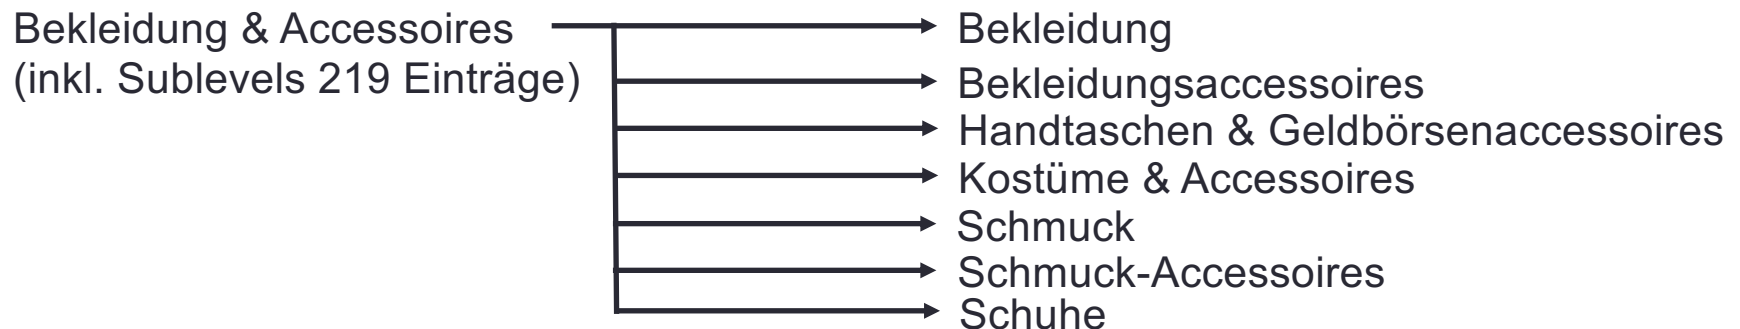 Bekleidung & Accessoires
(inkl. Sublevels 219 Einträge)
Bekleidung
Bekleidungsaccessoires
Handtaschen & Geldbörsenaccessoires
Kostüme & Accessoires
Schmuck
Schmuck-Accessoires
Schuhe